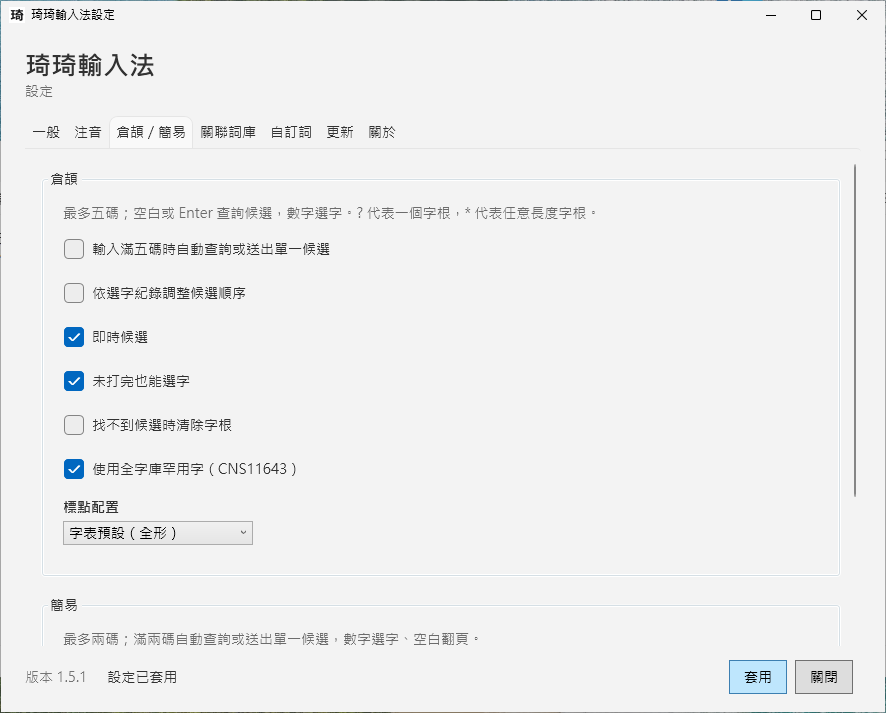 琦 琦琦輸入法設定
琦琦輸入法
設定
一般 注音 倉頡 / 簡易 關聯詞庫 自訂詞 更新 關於
倉頡
最多五碼；空白或 Enter 查詢候選，數字選字。? 代表一個字根，* 代表任意長度字根。
輸入滿五碼時自動查詢或送出單一候選
依選字紀錄調整候選順序
即時候選
未打完也能選字
找不到候選時清除字根
使用全字庫罕用字（CNS11643）
標點配置
字表預設（全形）
簡易
最多兩碼；滿兩碼自動查詢或送出單一候選，數字選字、空白翻頁。
版本 1.5.1 設定已套用 套用 關閉